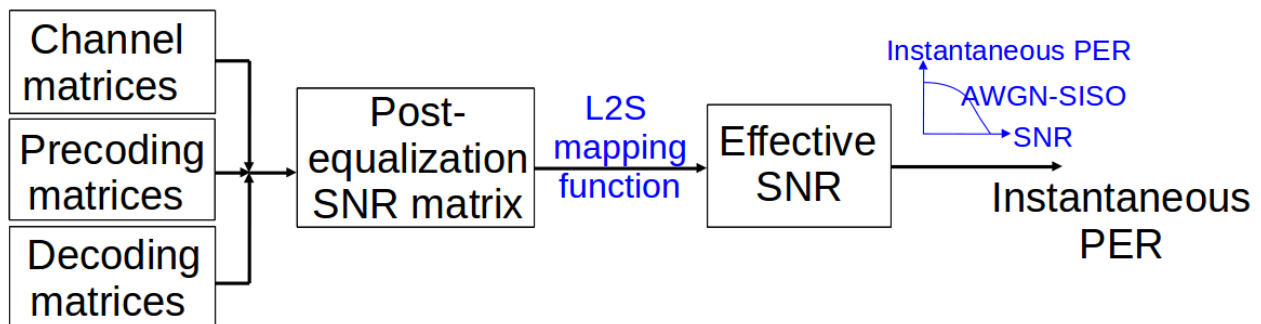 Channel
matrices
Precoding
matrices
Decoding
matrices
Post-
equalization
SNR matrix
L2S
mapping
function
Effective
SNR
Instantaneous PER
AWGN-SISO
SNR
Instantaneous
PER